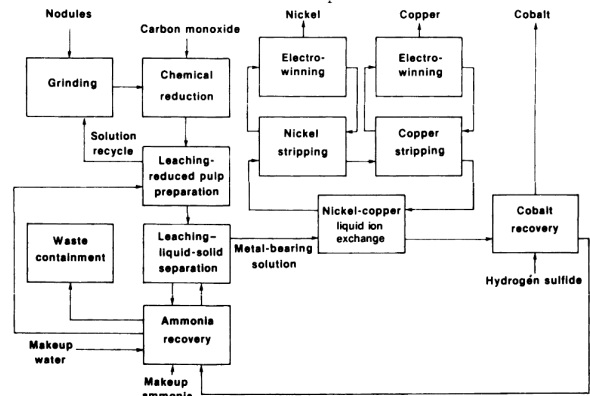 Nodules
Nickel
Copper
Cobalt
Carbon monoxide
Grinding
Chemical
reduction
Electro-
winning
Electro-
winning
Solution
recycle
Nickel
stripping
Copper
stripping
Leaching-
reduced pulp
preparation
Waste
containment
Leaching–
liquid-solid
separation
Metal-bearing
solution
Nickel-copper
liquid ion
exchange
Cobalt
recovery
Hydrogen sulfide
Ammonia
recovery
Makeup
water
Makeup
ammonia